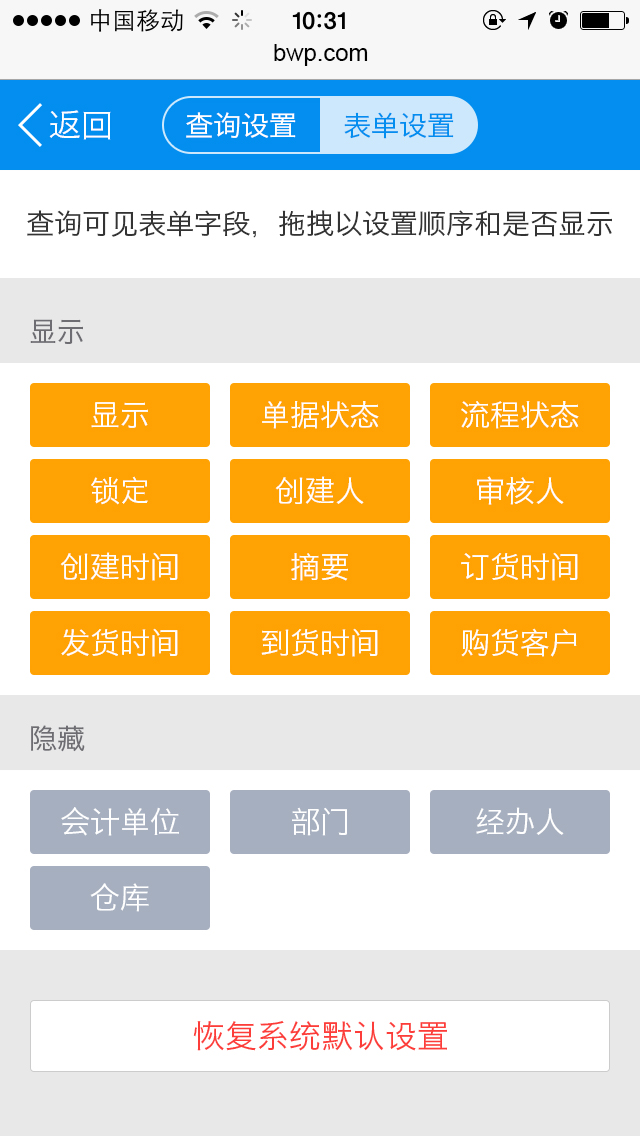 中国移动 10:31
bwp.com
返回 查询设置 表单设置
查询可见表单字段，拖拽以设置顺序和是否显示
显示
显示 单据状态 流程状态
锁定 创建人 审核人
创建时间 摘要 订货时间
发货时间 到货时间 购货客户
隐藏
会计单位 部门 经办人
仓库
恢复系统默认设置